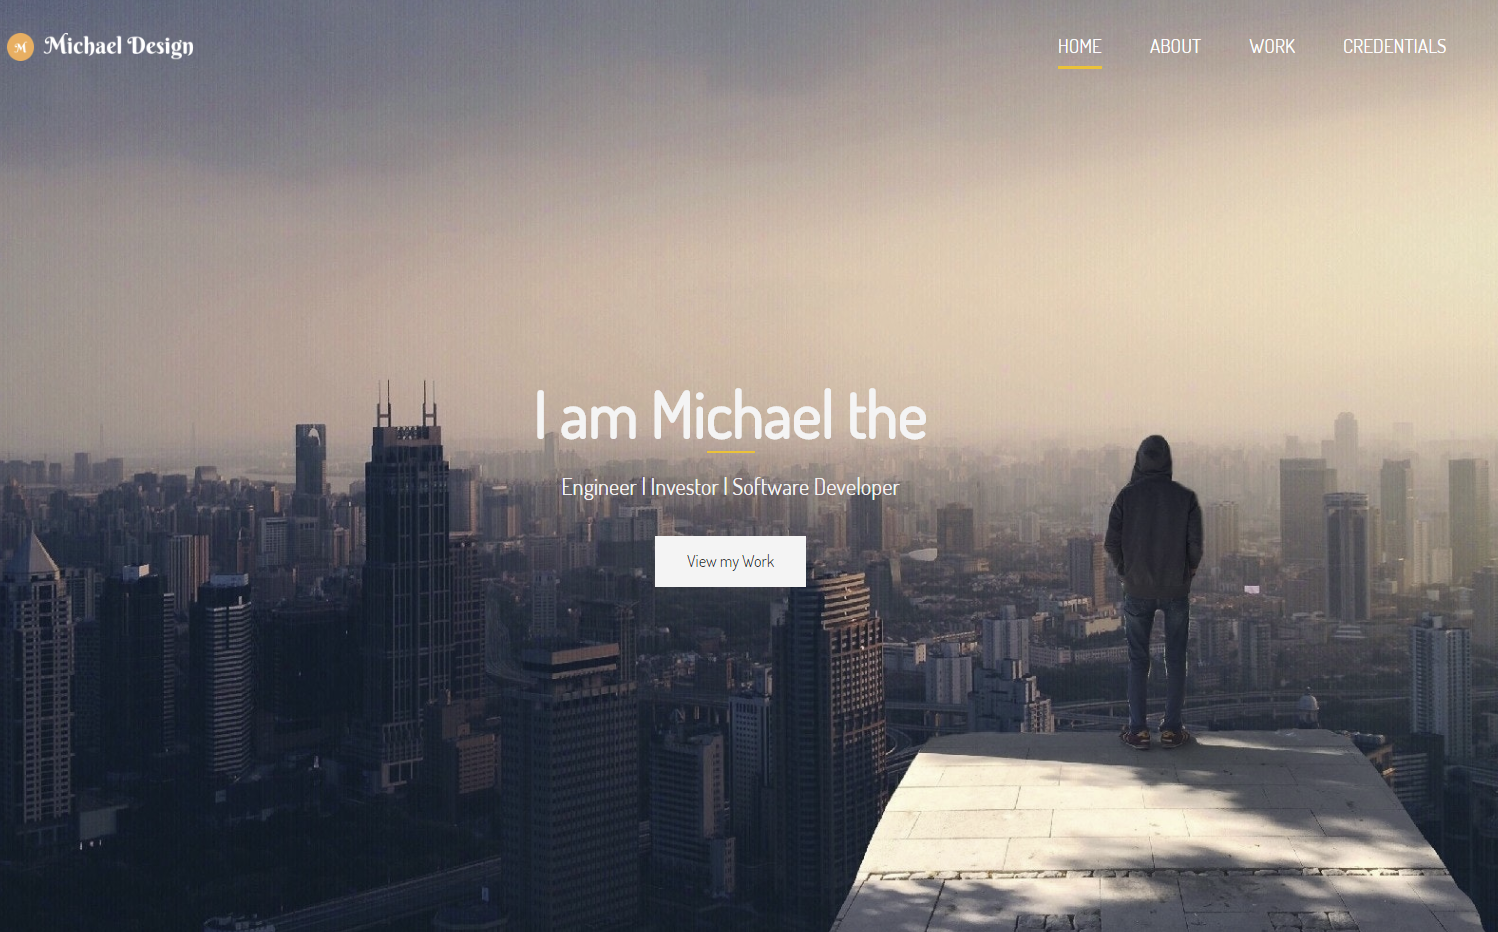 M Michael Design
HOME ABOUT WORK CREDENTIALS
I am Michael the
Engineer | Investor | Software Developer
View my Work